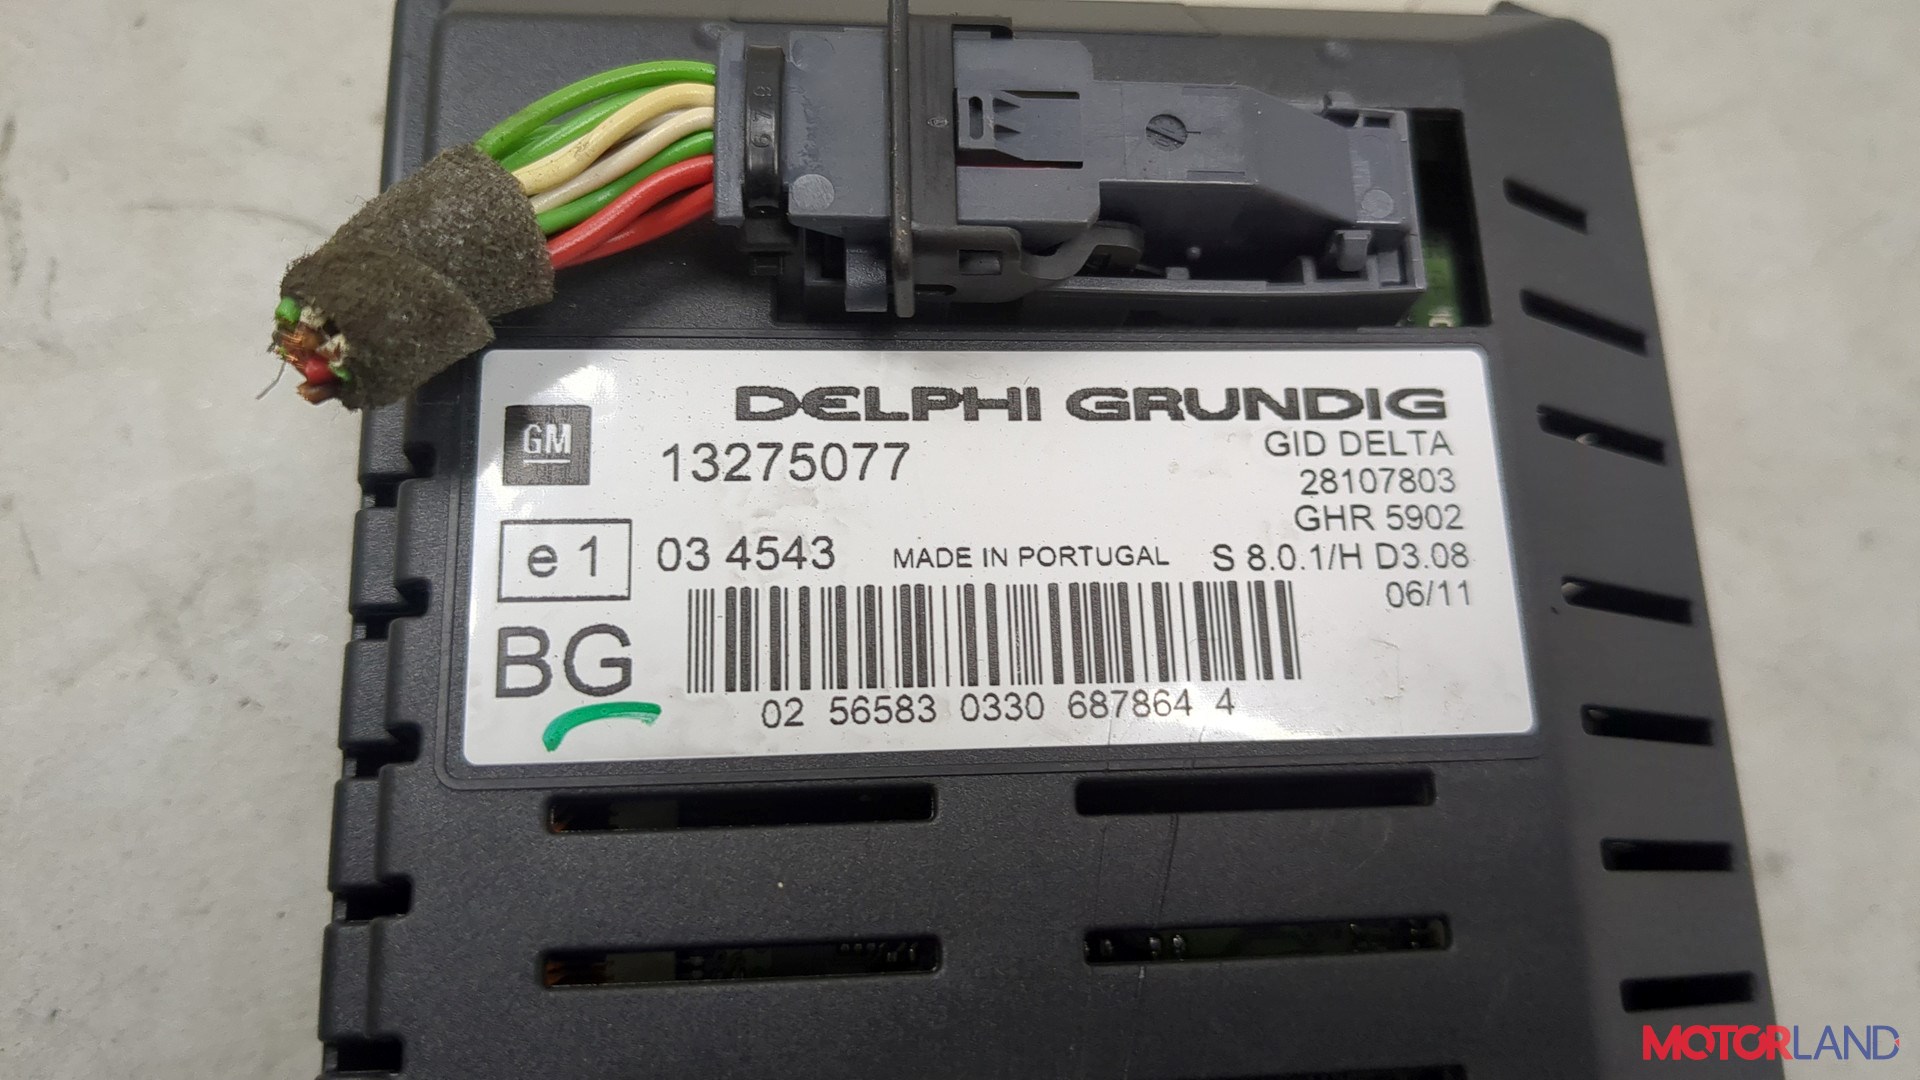 679
DELPHI GRUNDIG
GM
13275077
GID DELTA
28107803
GHR 5902
e1
03 4543
MADE IN PORTUGAL
S 8.0.1/H D3.08
06/11
BG
02 56583 0330 687864 4
MOTORLAND